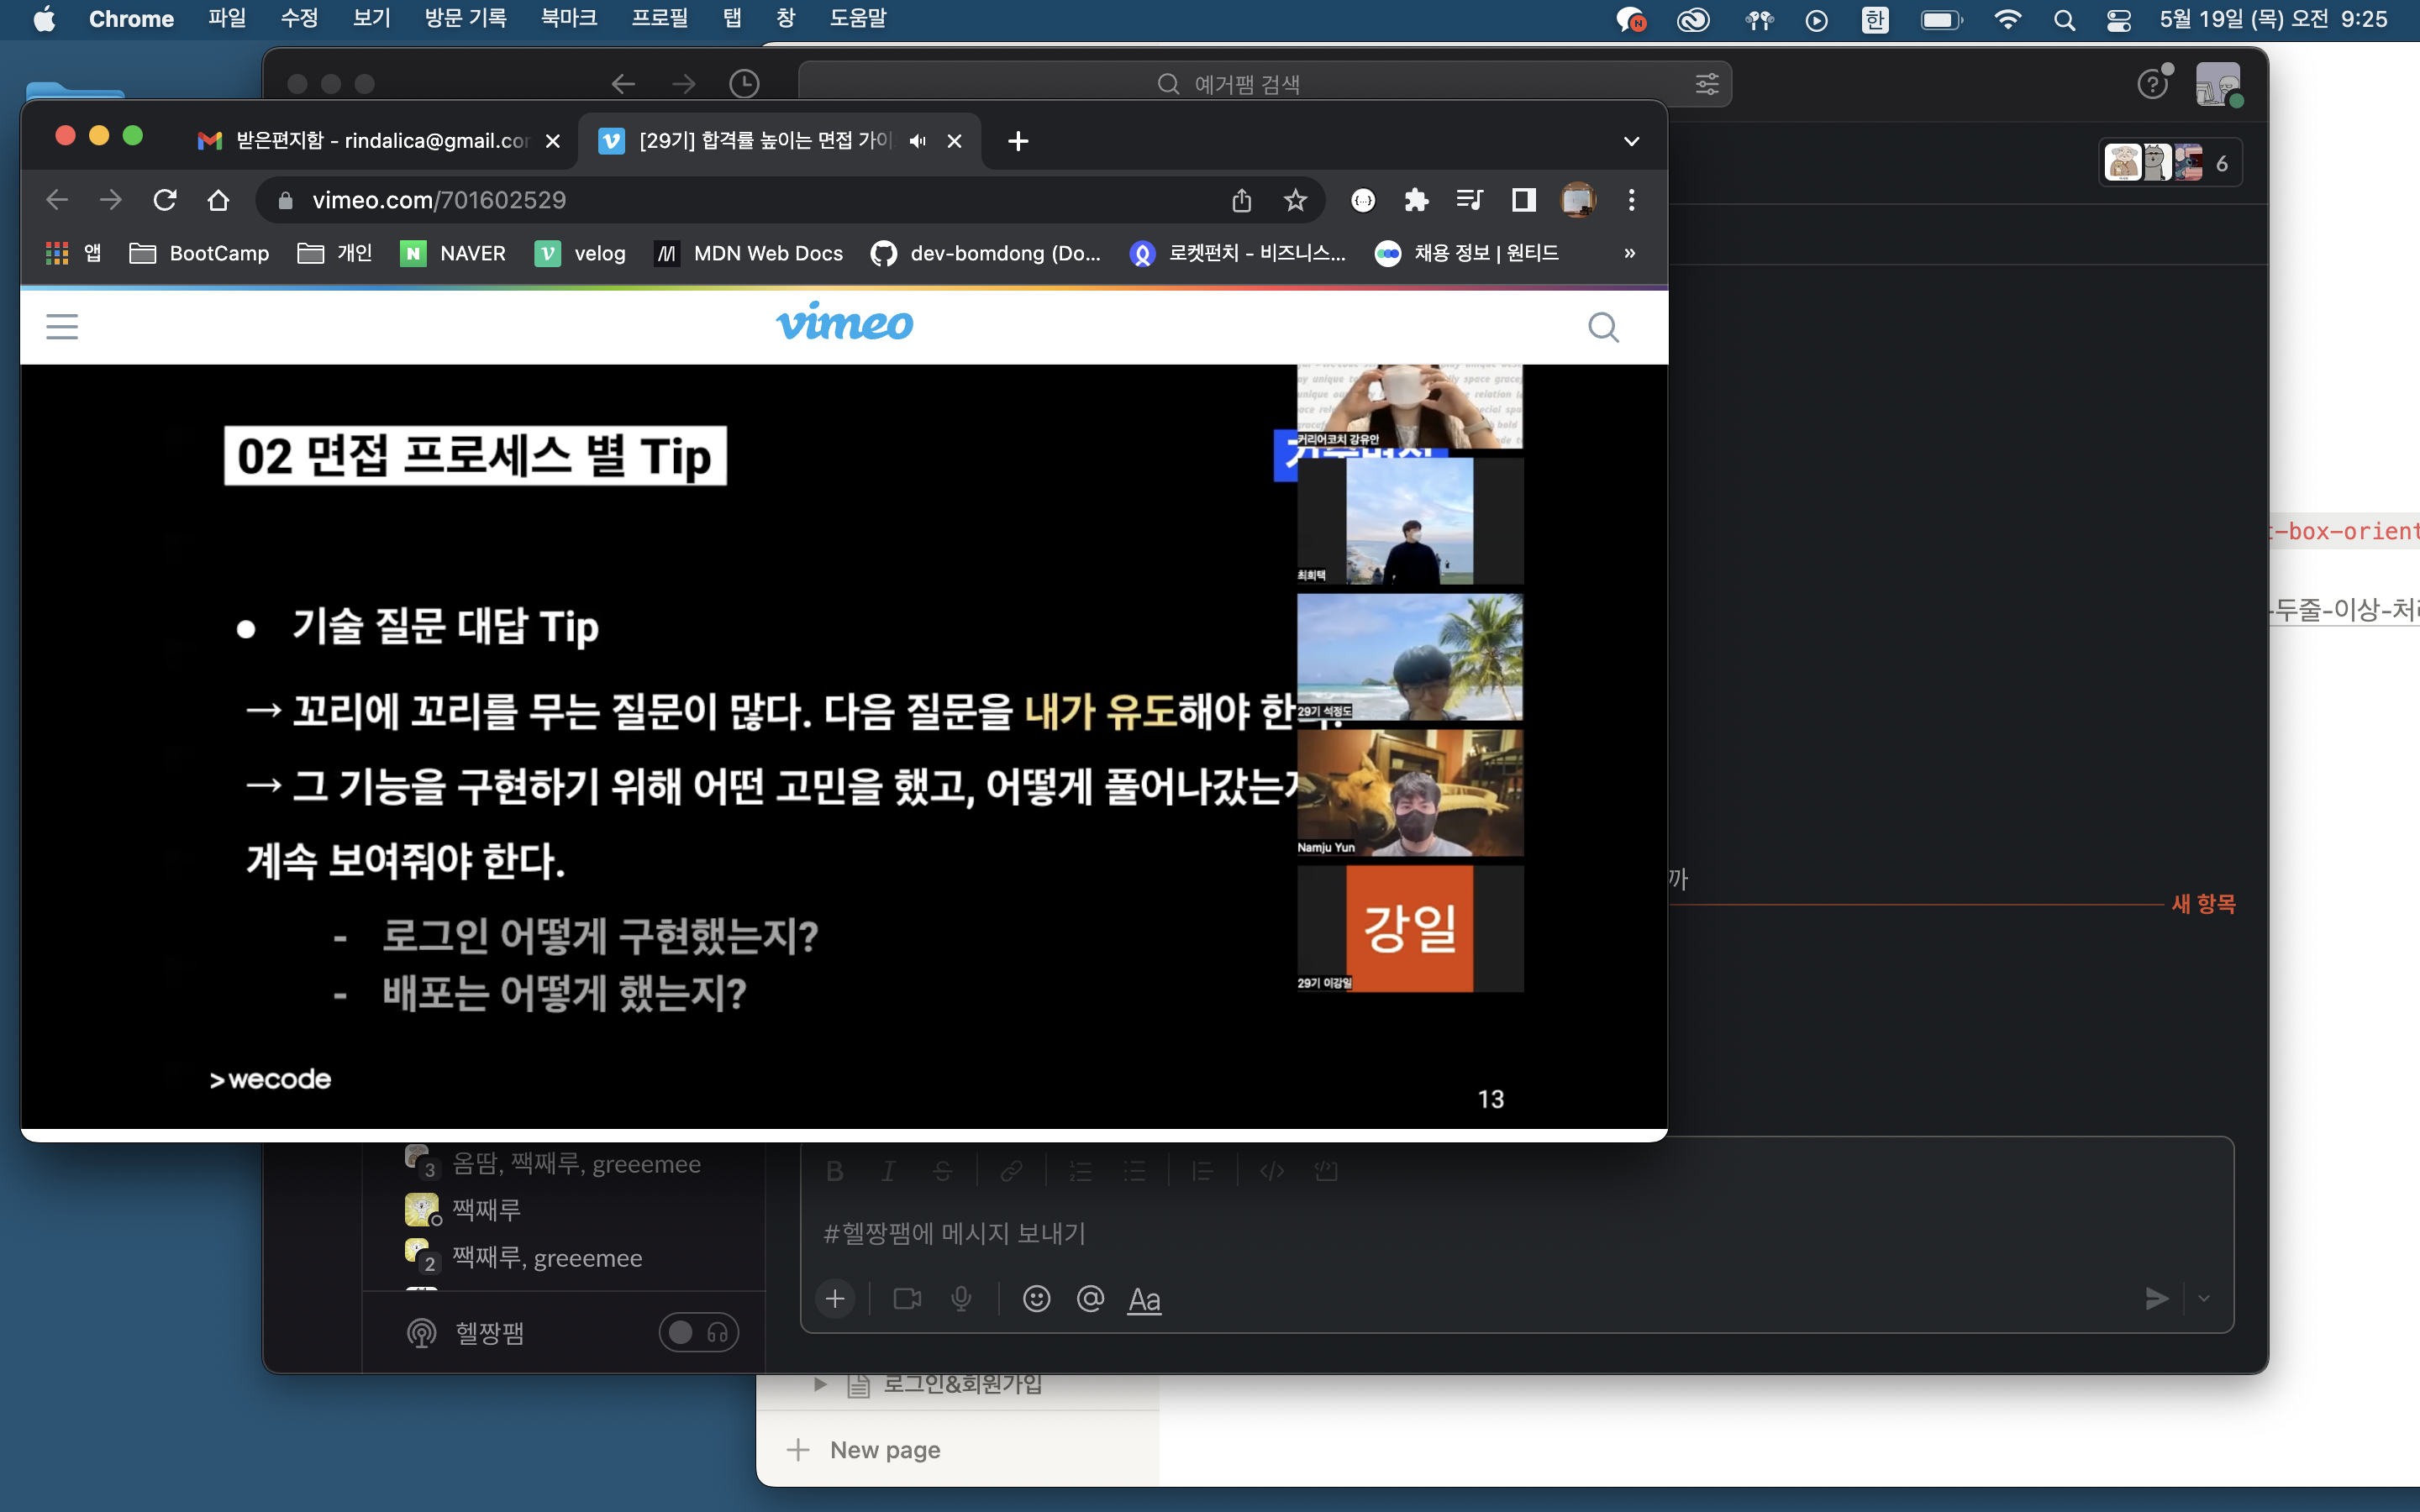 Chrome 파일 수정 보기 방문 기록 북마크 프로필 탭 창 도움말 한 5월 19일 (목) 오전 9:25
예거팸 검색
받은편지함 - rindalica@gmail.co
[29기] 합격률 높이는 면접 가이
6
vimeo.com/701602529
앱 BootCamp 개인 NAVER velog MDN Web Docs dev-bomdong (Do... 로켓펀치 - 비즈니스... 채용 정보 | 원티드 »
vimeo
02 면접 프로세스 별 Tip
커리어코치 강유안
최희택
t-box-orient
• 기술 질문 대답 Tip
-두줄-이상-처리
→ 꼬리에 꼬리를 무는 질문이 많다. 다음 질문을 내가 유도해야 한
29기 석정도
→ 그 기능을 구현하기 위해 어떤 고민을 했고, 어떻게 풀어나갔는지
Namju Yun
계속 보여줘야 한다.
까
새 항목
- 로그인 어떻게 구현했는지?
강일
- 배포는 어떻게 했는지?
29기 이강일
>wecode
13
3 옴땀, 짹째루, greeemee
짹째루
2 짹째루, greeemee
#헬짱팸에 메시지 보내기
Aa
헬짱팸
로그인&회원가입
New page